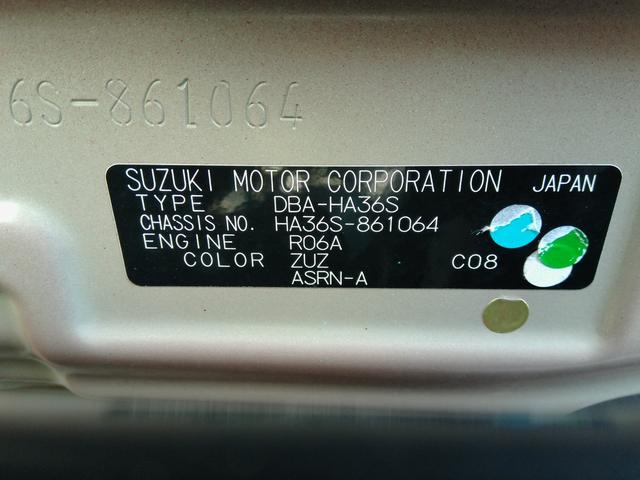 6S-861064
SUZUKI MOTOR CORPORATION JAPAN
TYPE DBA-HA36S
CHASSIS NO. HA36S-861064
ENGINE R06A
COLOR ZUZ C08
ASRN-A